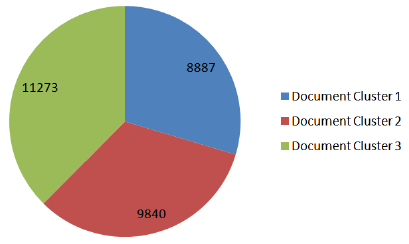 8887
11273
9840
Document Cluster 1
Document Cluster 2
Document Cluster 3